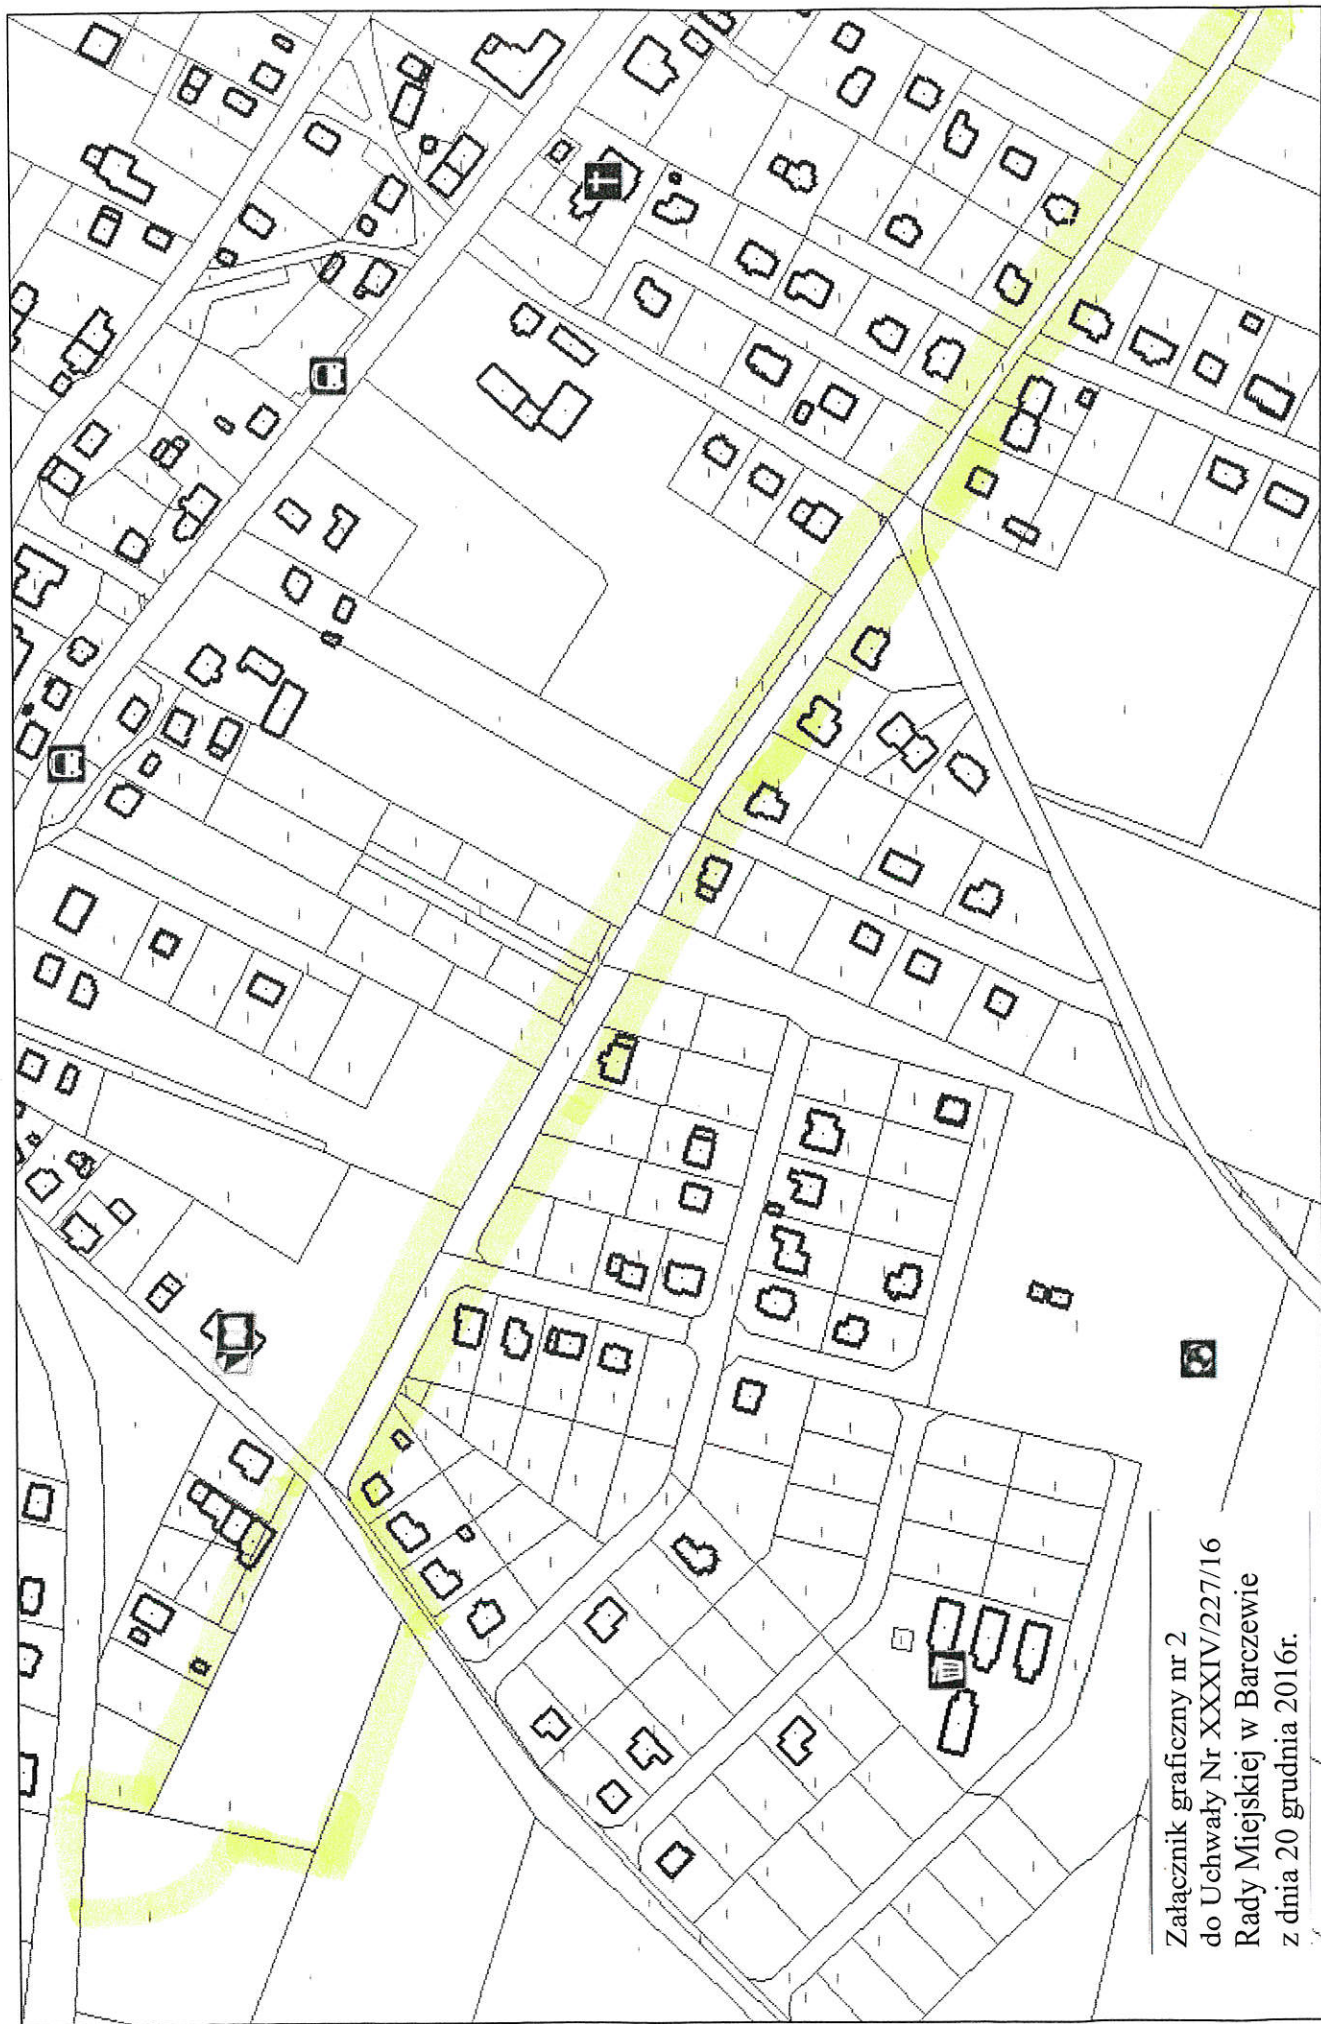 Załącznik graficzny nr 2
do Uchwały Nr XXXIV/227/16
Rady Miejskiej w Barczewie
z dnia 20 grudnia 2016r.